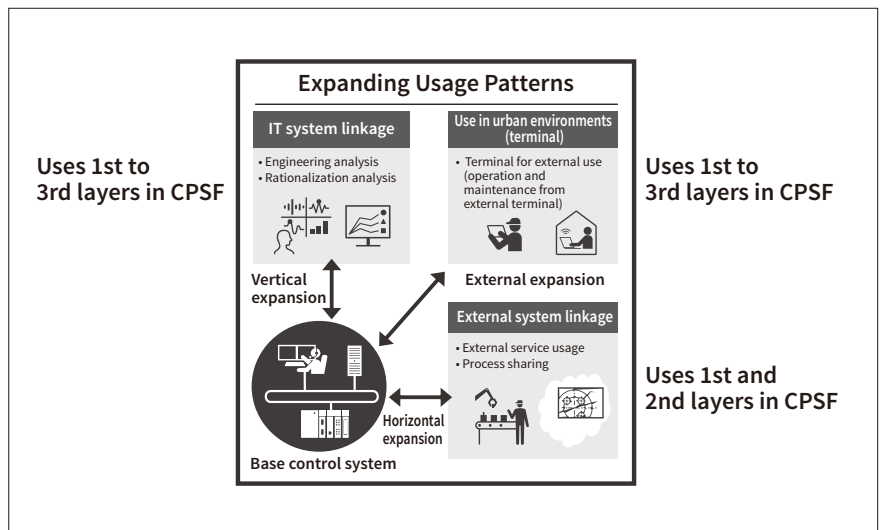 Expanding Usage Patterns
Uses 1st to
3rd layers in CPSF
IT system linkage
• Engineering analysis
• Rationalization analysis
Use in urban environments
(terminal)
• Terminal for external use
(operation and
maintenance from
external terminal)
Uses 1st to
3rd layers in CPSF
Vertical
expansion
External expansion
External system linkage
• External service usage
• Process sharing
Uses 1st and
2nd layers in CPSF
Horizontal
expansion
Base control system